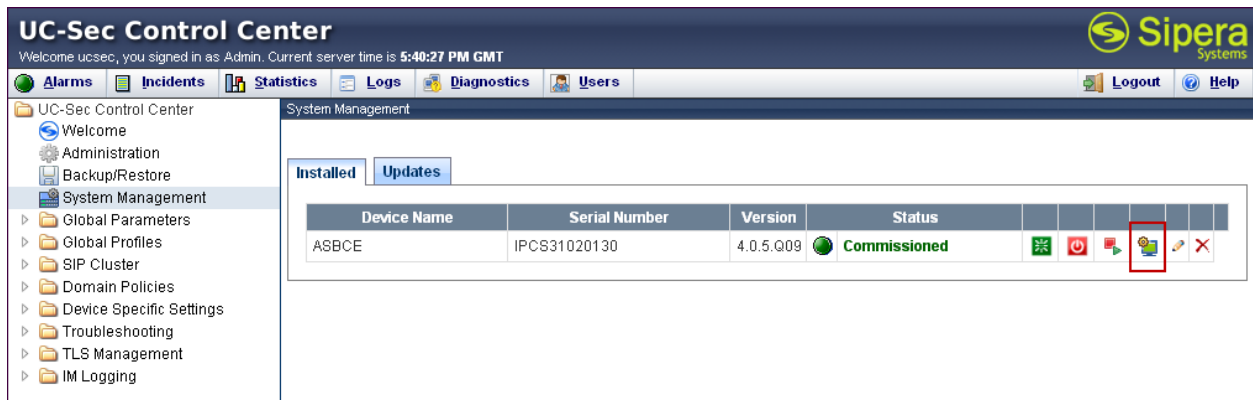 UC-Sec Control Center
Welcome ucsec, you signed in as Admin. Current server time is 5:40:27 PM GMT
Sipera
Systems
Alarms Incidents Statistics Logs Diagnostics Users Logout Help
UC-Sec Control Center
Welcome
Administration
Backup/Restore
System Management
Global Parameters
Global Profiles
SIP Cluster
Domain Policies
Device Specific Settings
Troubleshooting
TLS Management
IM Logging
System Management
Installed Updates
Device Name Serial Number Version Status
ASBCE IPCS31020130 4.0.5.Q09 Commissioned